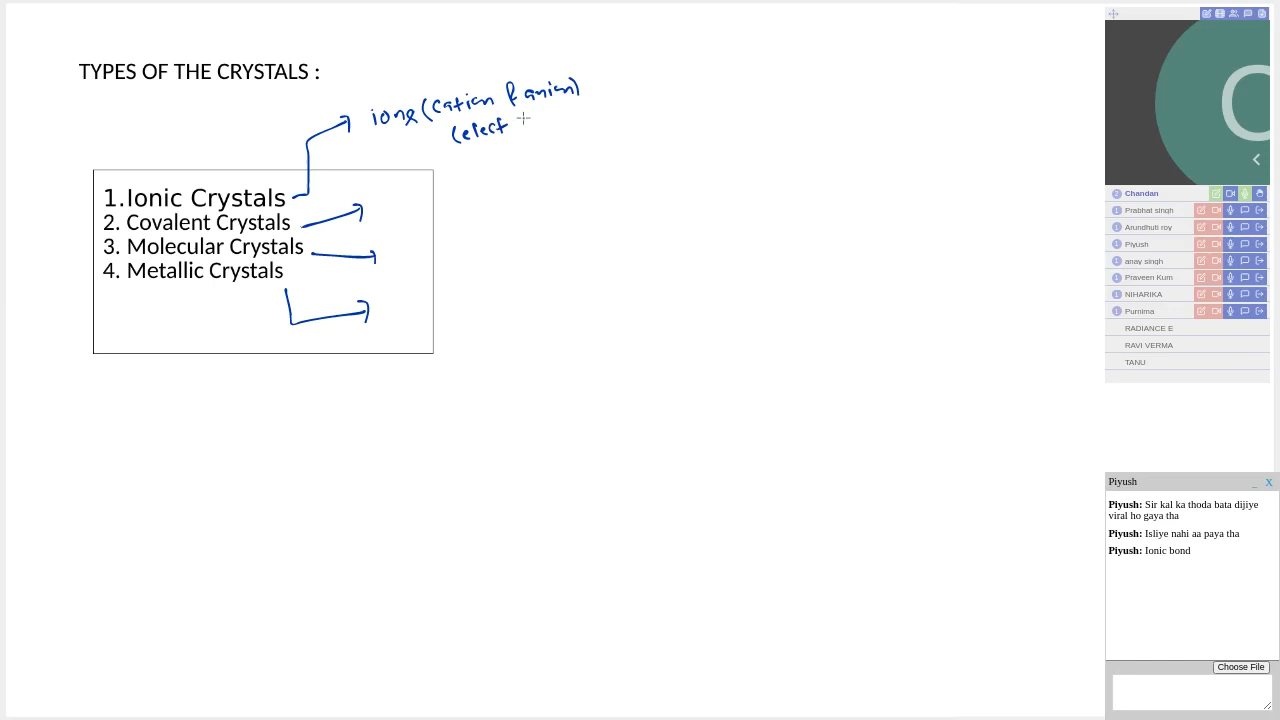 TYPES OF THE CRYSTALS :
ions (Cation & anion)
(elect
1.Ionic Crystals
2. Covalent Crystals
3. Molecular Crystals
4. Metallic Crystals
C
Chandan
Prabhat singh
Arundhuti roy
Piyush
anay singh
Praveen Kum
NIHARIKA
Purnima
RADIANCE E
RAVI VERMA
TANU
Piyush _ X
Piyush: Sir kal ka thoda bata dijiye
viral ho gaya tha
Piyush: Isliye nahi aa paya tha
Piyush: Ionic bond
Choose File